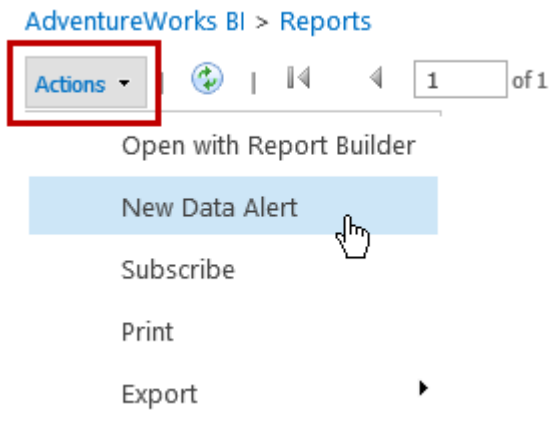 AdventureWorks BI > Reports
Actions | | 1 of 1
Open with Report Builder
New Data Alert
Subscribe
Print
Export